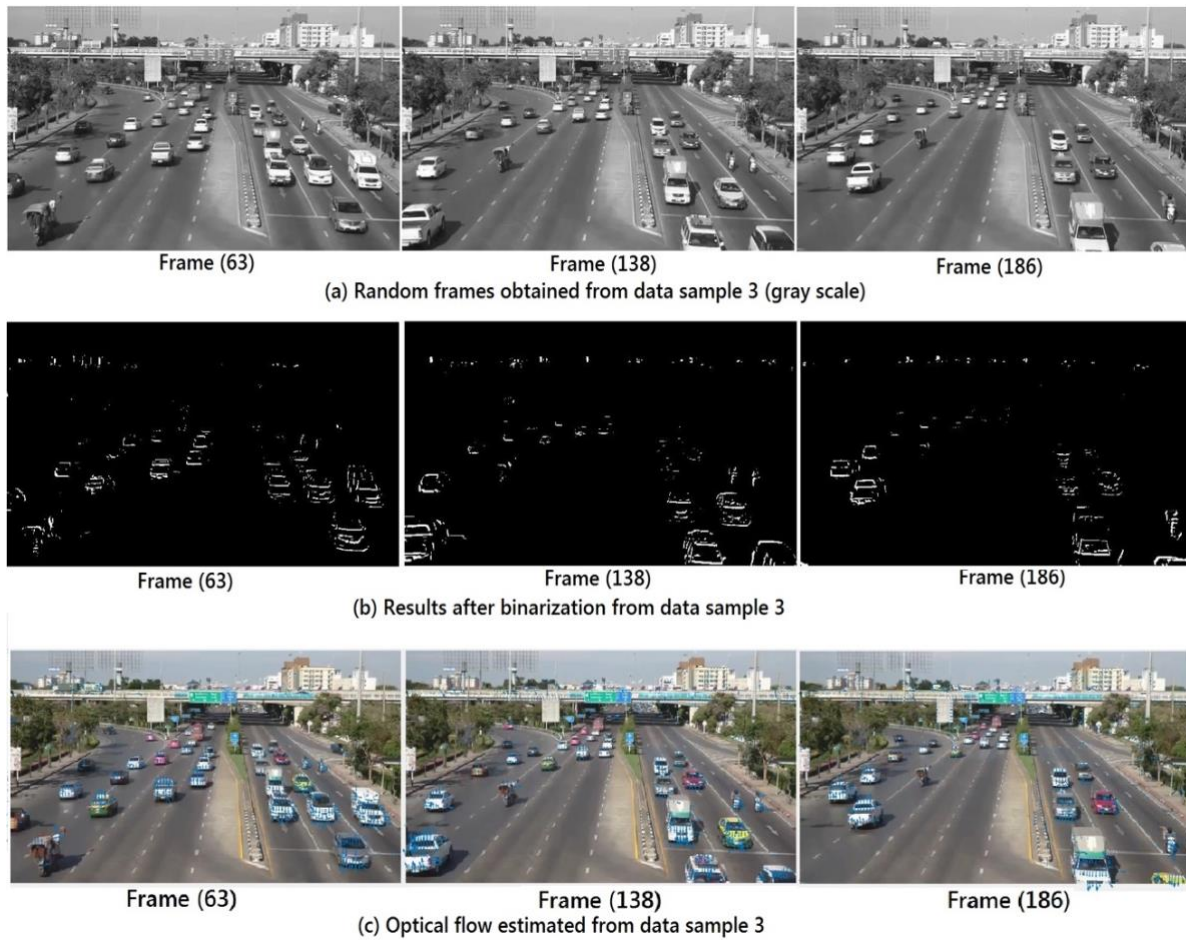 Frame (63)
Frame (138)
Frame (186)
(a) Random frames obtained from data sample 3 (gray scale)
Frame (63)
Frame (138)
Frame (186)
(b) Results after binarization from data sample 3
Frame (63)
Frame (138)
Frame (186)
(c) Optical flow estimated from data sample 3